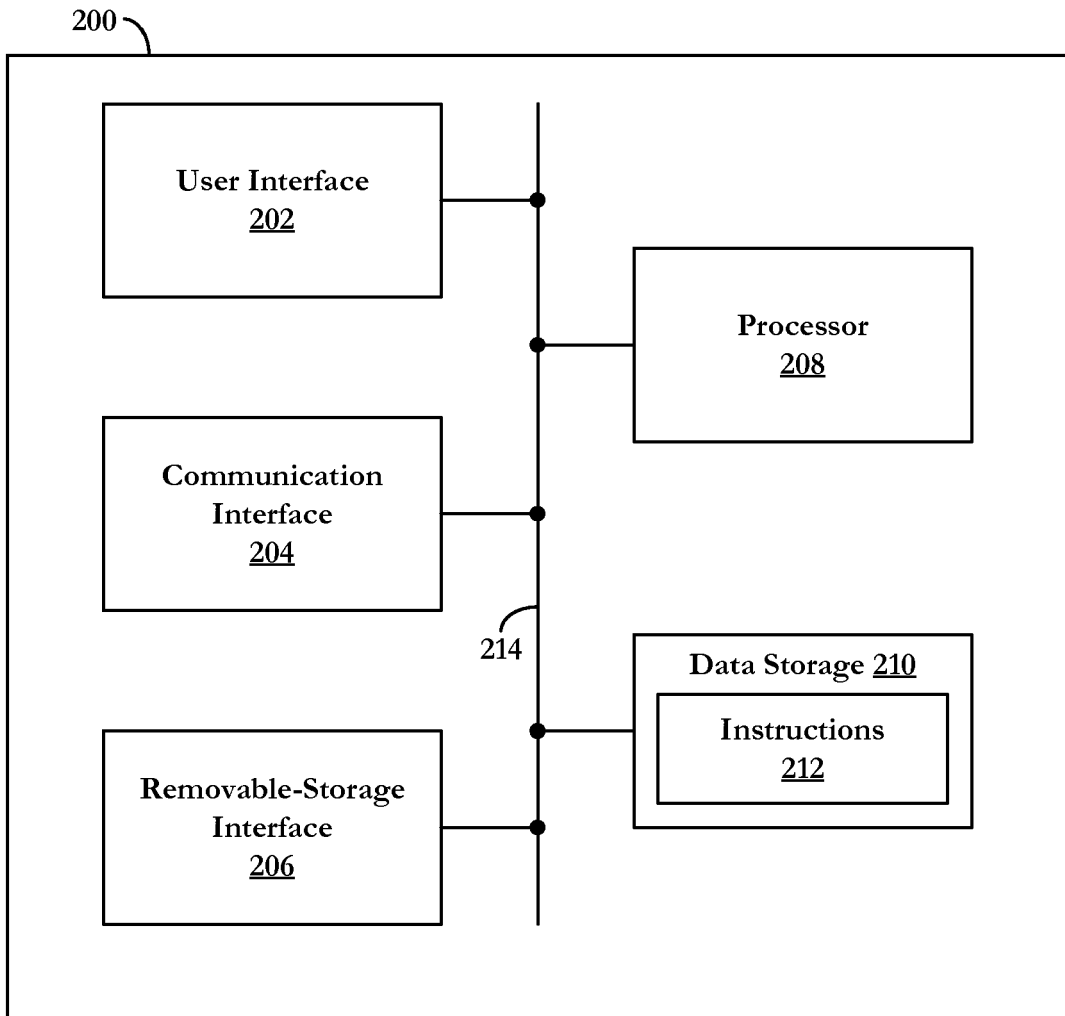 200
User Interface
202
Processor
208
Communication
Interface
204
214
Data Storage 210
Instructions
212
Removable-Storage
Interface
206